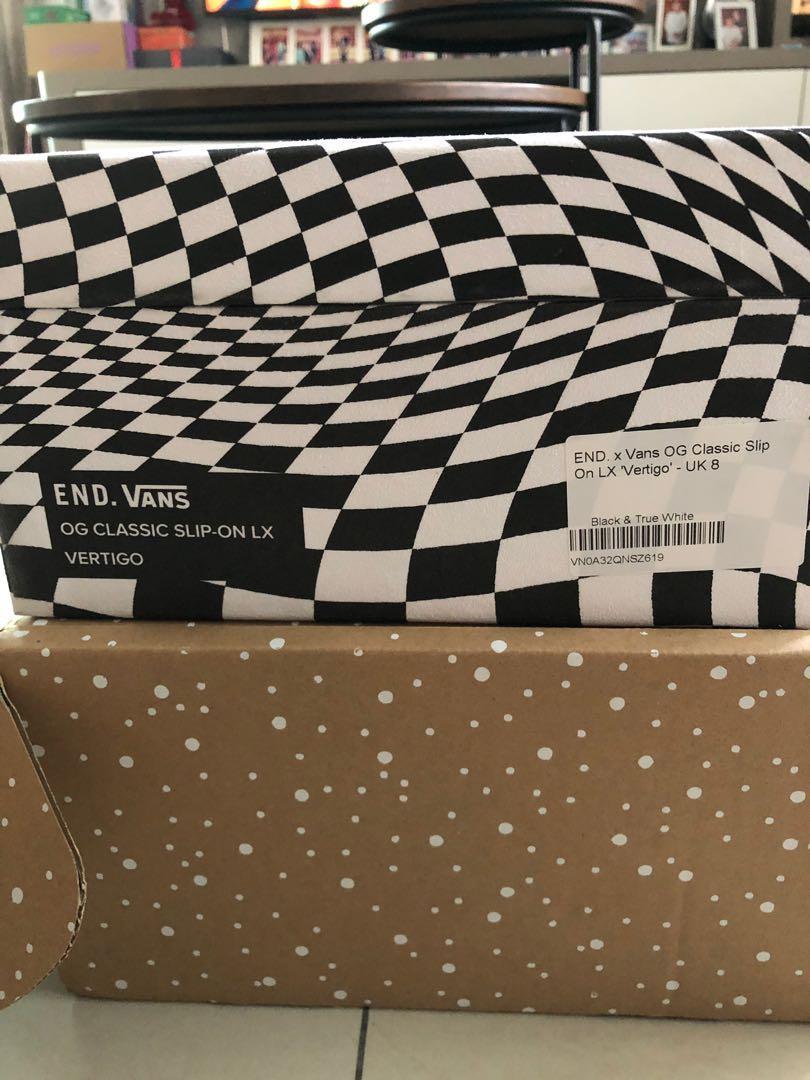 END. VANS
OG CLASSIC SLIP-ON LX
VERTIGO
END. x Vans OG Classic Slip
On LX 'Vertigo' - UK 8
Black & True White
VN0A32QNSZ619